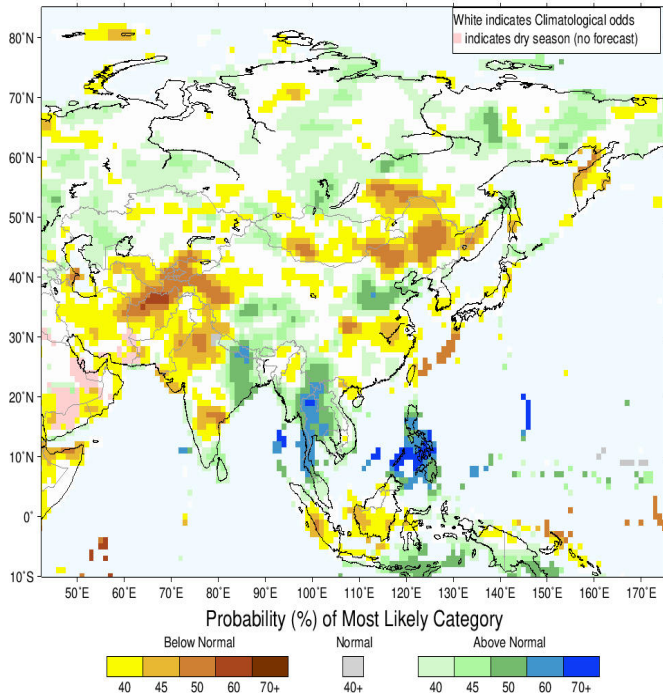 White indicates Climatological odds
indicates dry season (no forecast)
80°N
70°N
60°N
50°N
40°N
30°N
20°N
10°N
0°
10°S
50°E 60°E 70°E 80°E 90°E 100°E 110°E 120°E 130°E 140°E 150°E 160°E 170°E
Probability (%) of Most Likely Category
Below Normal Normal Above Normal
40 45 50 60 70+ 40+ 40 45 50 60 70+